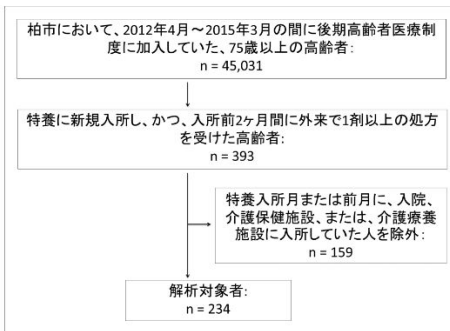 柏市において、2012年4月～2015年3月の間に後期高齢者医療制
度に加入していた、75歳以上の高齢者：
n = 45,031
特養に新規入所し、かつ、入所前2ヶ月間に外来で1剤以上の処方
を受けた高齢者：
n = 393
特養入所月または前月に、入院、
介護保健施設、または、介護療養
施設に入所していた人を除外：
n = 159
解析対象者：
n = 234